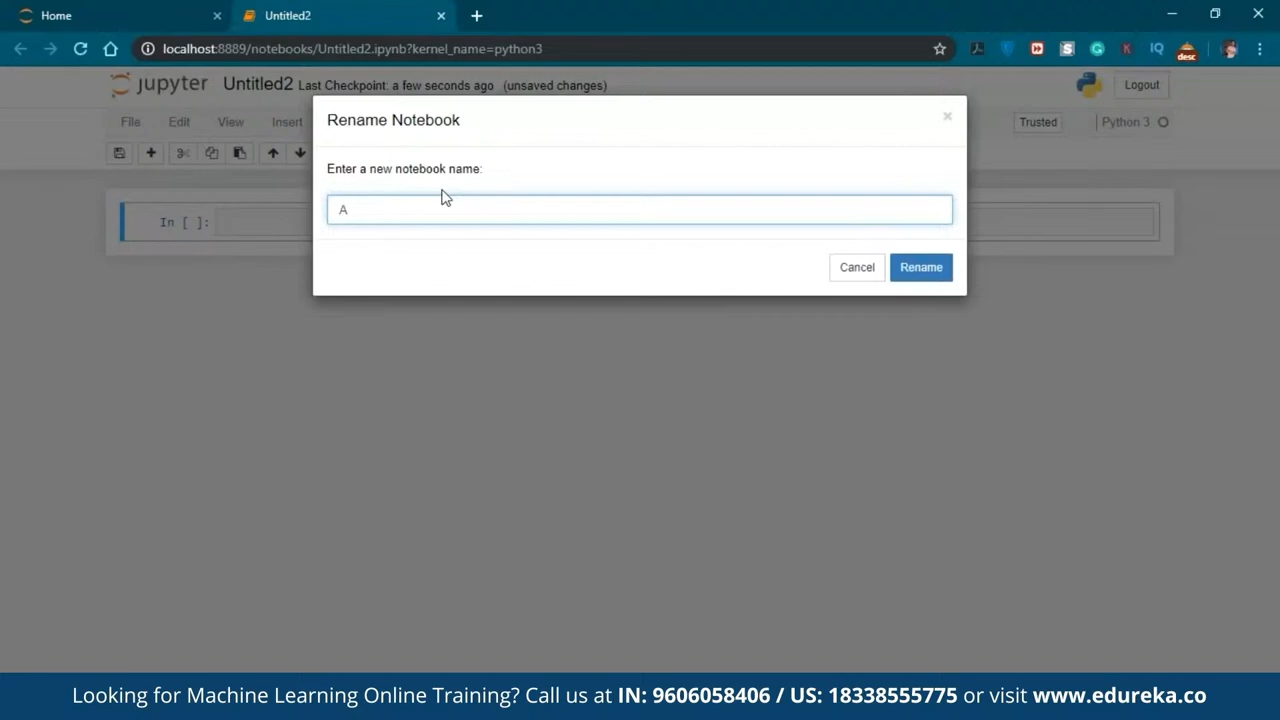 Home
Untitled2
localhost:8889/notebooks/Untitled2.ipynb?kernel_name=python3
IQ
desc
jupyter Untitled2 Last Checkpoint: a few seconds ago (unsaved changes)
Logout
File Edit View Insert
Trusted
Python 3
Rename Notebook
Enter a new notebook name:
A
Cancel
Rename
In [ ]:
Looking for Machine Learning Online Training? Call us at IN: 9606058406 / US: 18338555775 or visit www.edureka.co